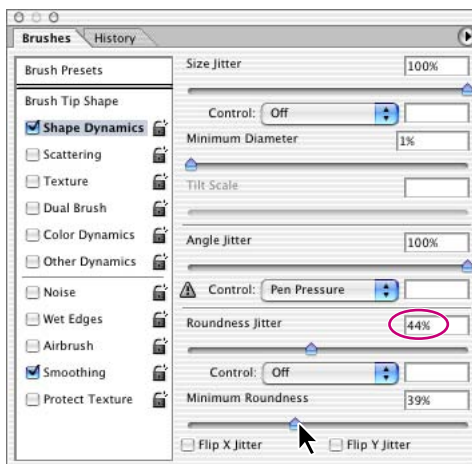 Brushes History
Brush Presets
Brush Tip Shape
Shape Dynamics
Scattering
Texture
Dual Brush
Color Dynamics
Other Dynamics
Noise
Wet Edges
Airbrush
Smoothing
Protect Texture
Size Jitter 100%
Control: Off
Minimum Diameter 1%
Tilt Scale
Angle Jitter 100%
Control: Pen Pressure
Roundness Jitter 44%
Control: Off
Minimum Roundness 39%
Flip X Jitter Flip Y Jitter